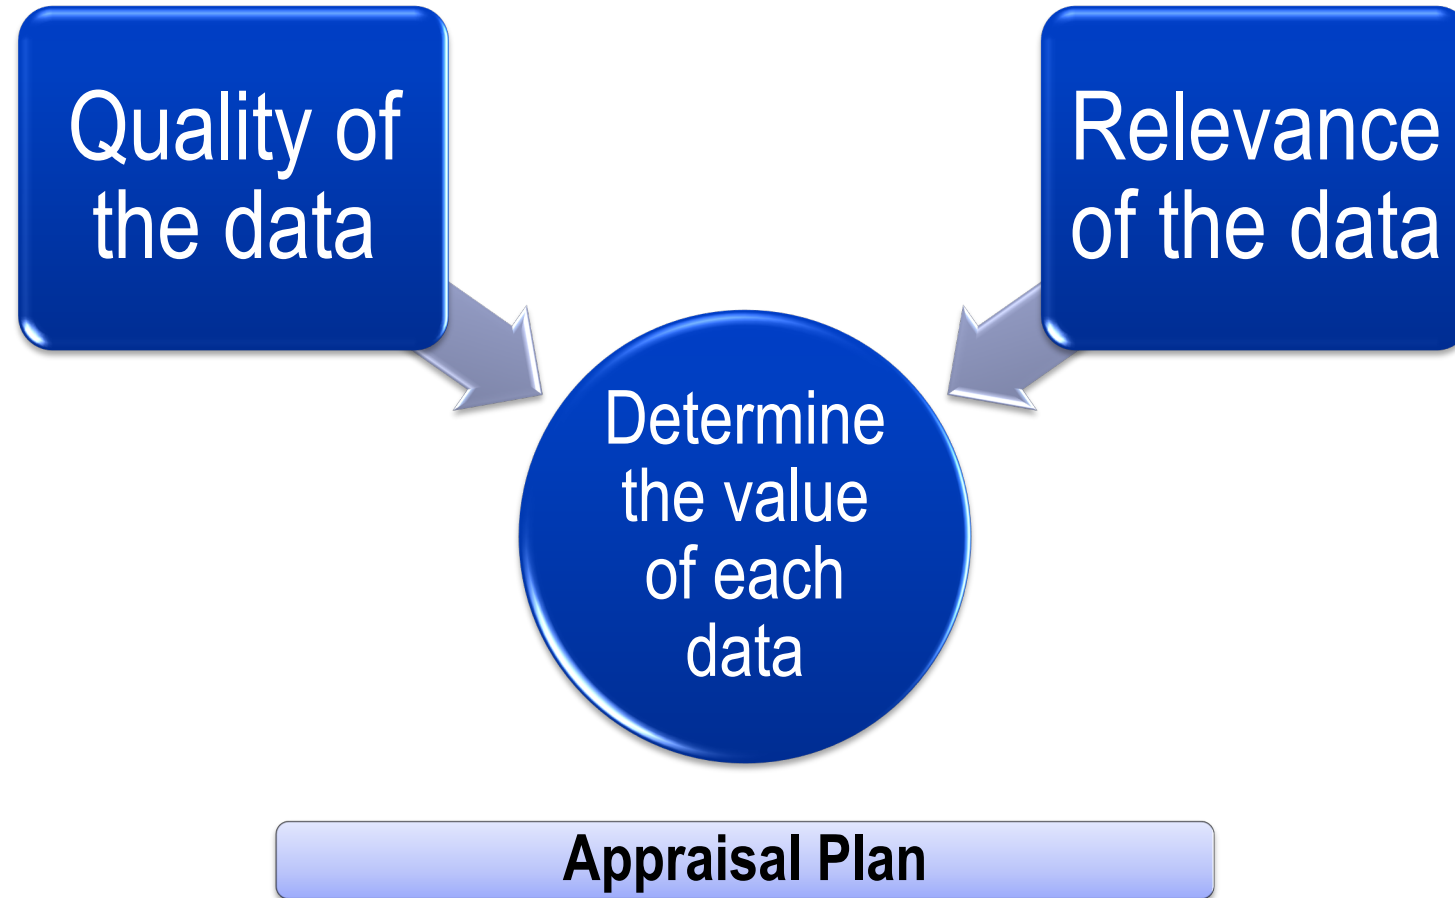 Quality of
the data
Relevance
of the data
Determine
the value
of each
data
Appraisal Plan